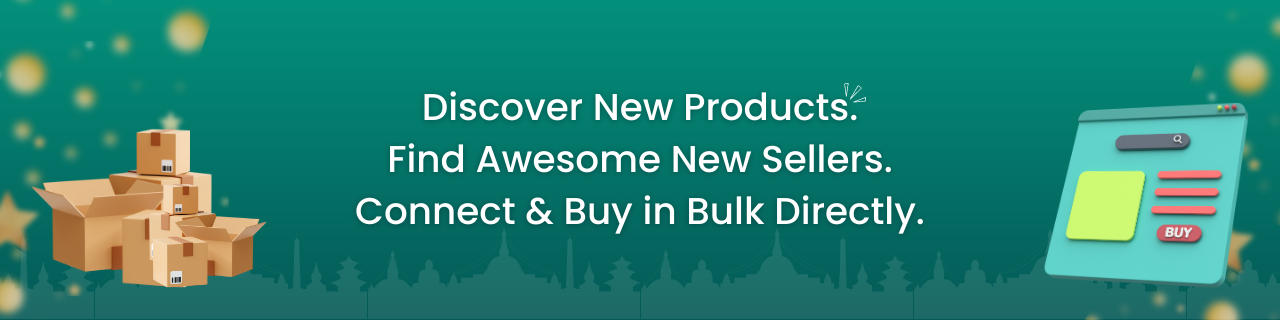 Discover New Products.
Find Awesome New Sellers.
Connect & Buy in Bulk Directly.
BUY